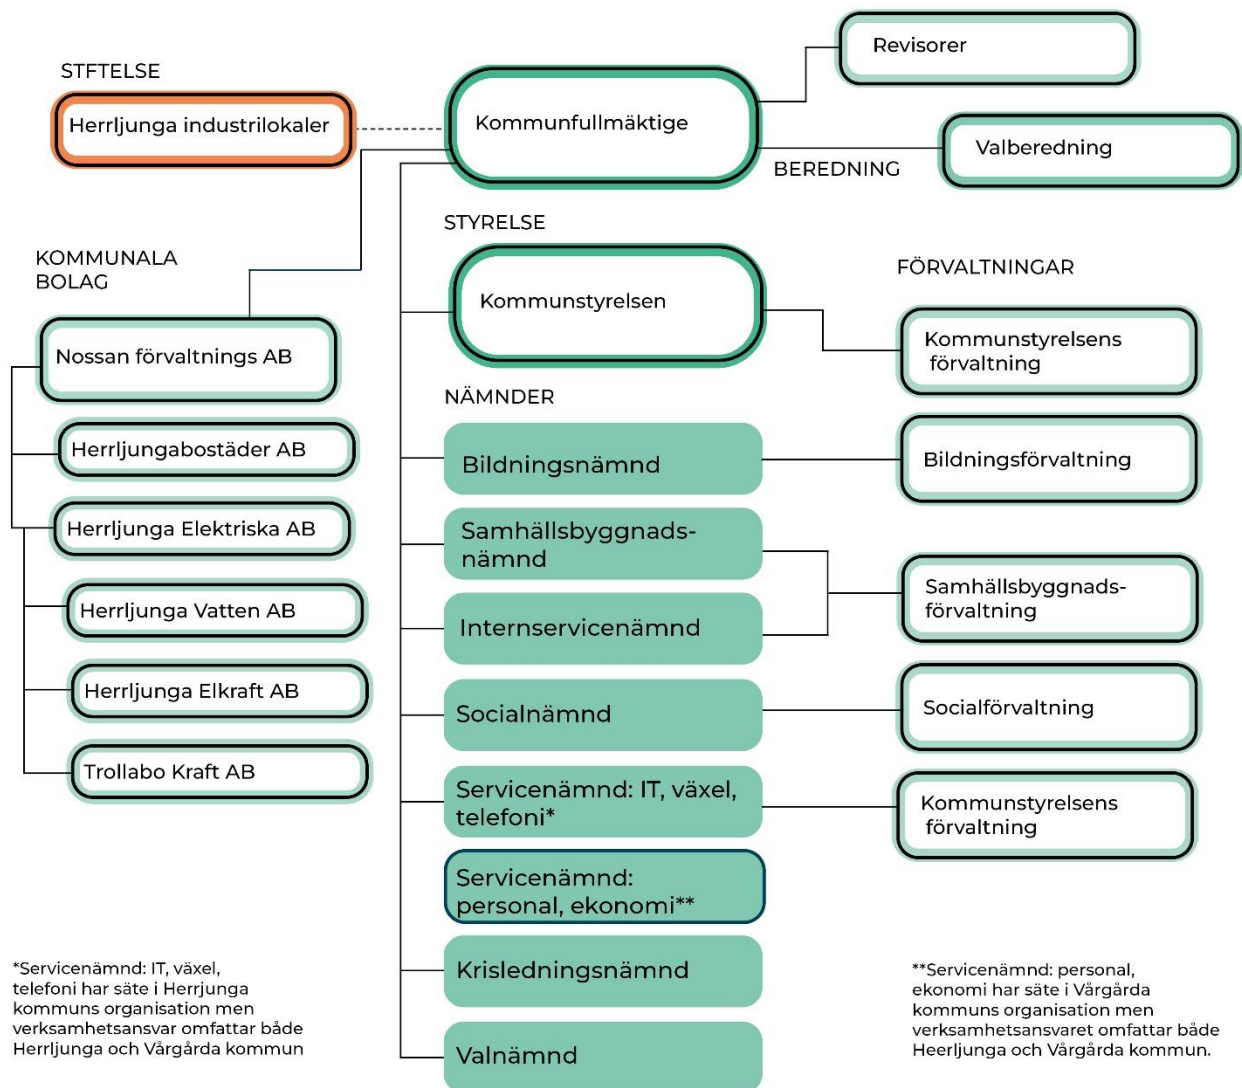 Revisorer
STFTELSE
Herrljunga industrilokaler
Kommunfullmäktige
Valberedning
BEREDNING
STYRELSE
KOMMUNALA
BOLAG
FÖRVALTNINGAR
Kommunstyrelsen
Kommunstyrelsens
förvaltning
Nossan förvaltnings AB
NÄMNDER
Herrljungabostäder AB
Bildningsnämnd
Bildningsförvaltning
Herrljunga Elektriska AB
Samhällsbyggnads-
nämnd
Samhällsbyggnads-
förvaltning
Herrljunga Vatten AB
Internservicenämnd
Herrljunga Elkraft AB
Socialnämnd
Socialförvaltning
Trollabo Kraft AB
Servicenämnd: IT, växel,
telefoni*
Kommunstyrelsens
förvaltning
Servicenämnd:
personal, ekonomi**
Krisledningsnämnd
Valnämnd
*Servicenämnd: IT, växel,
telefoni har säte i Herrjunga
kommuns organisation men
verksamhetsansvar omfattar både
Herrljunga och Vårgårda kommun
**Servicenämnd: personal,
ekonomi har säte i Vårgårda
kommuns organisation men
verksamhetsansvaret omfattar både
Heerljunga och Vårgårda kommun.